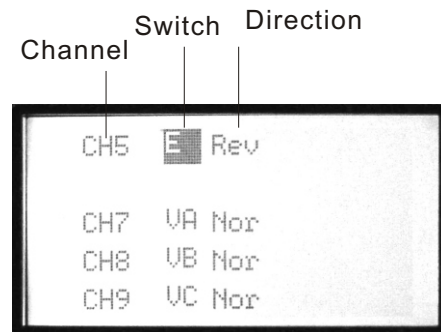 Switch Direction
Channel
CH5 E Rev
CH7 VA Nor
CH8 VB Nor
CH9 VC Nor